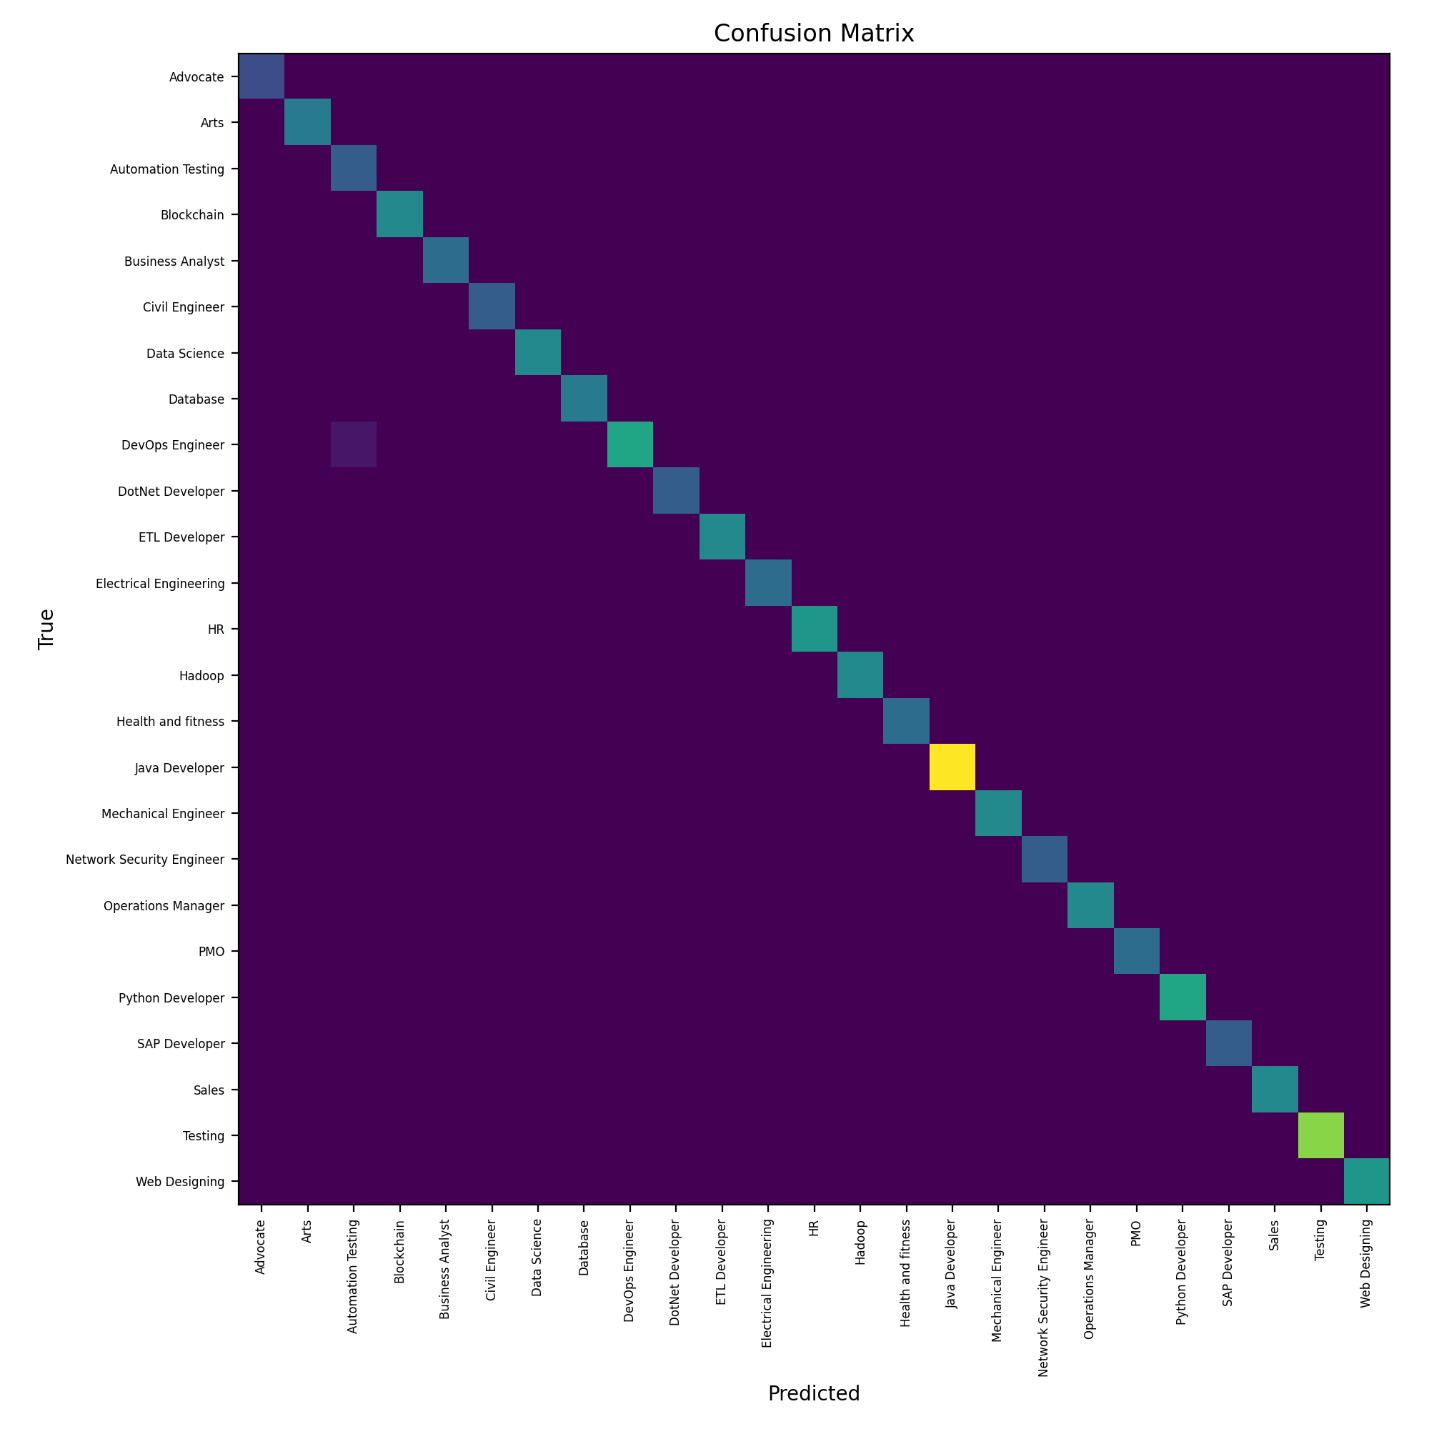 Confusion Matrix
Advocate
Arts
Automation Testing
Blockchain
Business Analyst
Civil Engineer
Data Science
Database
DevOps Engineer
DotNet Developer
ETL Developer
Electrical Engineering
HR
Hadoop
Health and fitness
Java Developer
Mechanical Engineer
Network Security Engineer
Operations Manager
PMO
Python Developer
SAP Developer
Sales
Testing
Web Designing
True
Advocate
Arts
Automation Testing
Blockchain
Business Analyst
Civil Engineer
Data Science
Database
DevOps Engineer
DotNet Developer
ETL Developer
Electrical Engineering
HR
Hadoop
Health and fitness
Java Developer
Mechanical Engineer
Network Security Engineer
Operations Manager
PMO
Python Developer
SAP Developer
Sales
Testing
Web Designing
Predicted